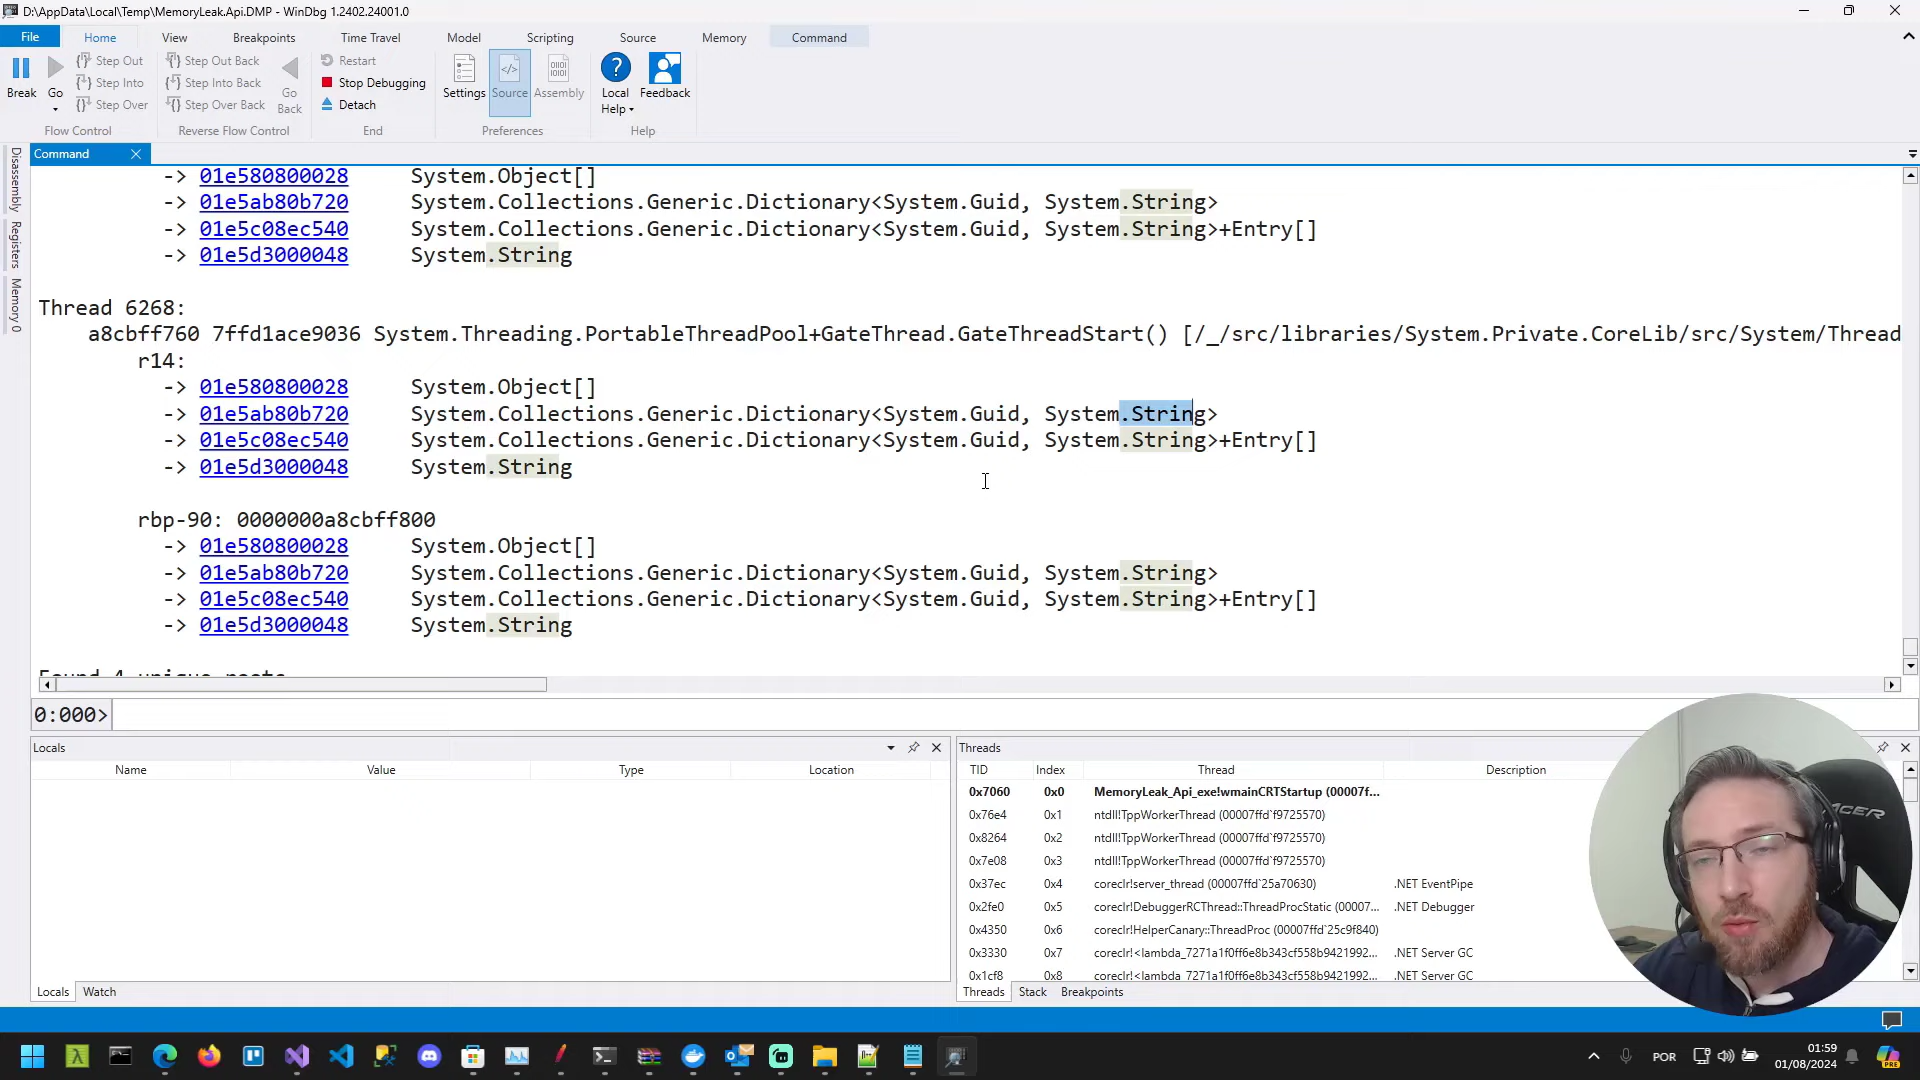 D:\AppData\Local\Temp\MemoryLeak.Api.DMP - WinDbg 1.2402.24001.0
File Home View Breakpoints Time Travel Model Scripting Source Memory Command
Break
Go
Step Out
Step Into
Step Over
Flow Control
Step Out Back
Step Into Back
Step Over Back
Go Back
Reverse Flow Control
Restart
Stop Debugging
Detach
End
Settings Source Assembly
Preferences
Local Help
Feedback
Help
Disassembly
Registers
Memory 0
Command
-> 01e580800028 System.Object[]
-> 01e5ab80b720 System.Collections.Generic.Dictionary<System.Guid, System.String>
-> 01e5c08ec540 System.Collections.Generic.Dictionary<System.Guid, System.String>+Entry[]
-> 01e5d3000048 System.String
Thread 6268:
a8cbff760 7ffd1ace9036 System.Threading.PortableThreadPool+GateThread.GateThreadStart() [/_/src/libraries/System.Private.CoreLib/src/System/Thread
r14:
-> 01e580800028 System.Object[]
-> 01e5ab80b720 System.Collections.Generic.Dictionary<System.Guid, System.String>
-> 01e5c08ec540 System.Collections.Generic.Dictionary<System.Guid, System.String>+Entry[]
-> 01e5d3000048 System.String
rbp-90: 0000000a8cbff800
-> 01e580800028 System.Object[]
-> 01e5ab80b720 System.Collections.Generic.Dictionary<System.Guid, System.String>
-> 01e5c08ec540 System.Collections.Generic.Dictionary<System.Guid, System.String>+Entry[]
-> 01e5d3000048 System.String
Found 4 unique roots
0:000>
Locals
Name Value Type Location
Locals Watch
Threads
TID Index Thread Description
0x7060 0x0 MemoryLeak_Api_exe!wmainCRTStartup (00007f...
0x76e4 0x1 ntdll!TppWorkerThread (00007ffd`f9725570)
0x8264 0x2 ntdll!TppWorkerThread (00007ffd`f9725570)
0x7e08 0x3 ntdll!TppWorkerThread (00007ffd`f9725570)
0x37ec 0x4 coreclr!server_thread (00007ffd`25a70630) .NET EventPipe
0x2fe0 0x5 coreclr!DebuggerRCThread::ThreadProcStatic (00007... .NET Debugger
0x4350 0x6 coreclr!HelperCanary::ThreadProc (00007ffd`25c9f840)
0x3330 0x7 coreclr!<lambda_7271a1f0ff6e8b343cf558b9421992... .NET Server GC
0x1cf8 0x8 coreclr!<lambda_7271a1f0ff6e8b343cf558b9421992... .NET Server GC
Threads Stack Breakpoints
POR
01:59
01/08/2024
PRE